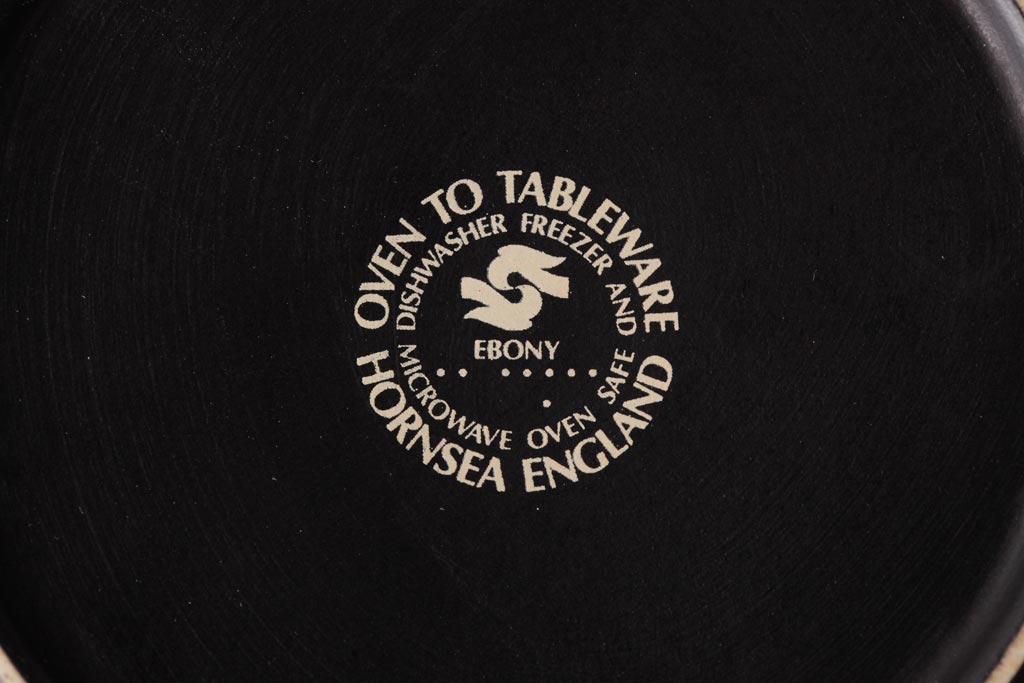 OVEN TO TABLEWARE
DISHWASHER FREEZER AND
EBONY
MICROWAVE OVEN SAFE
HORNSEA ENGLAND